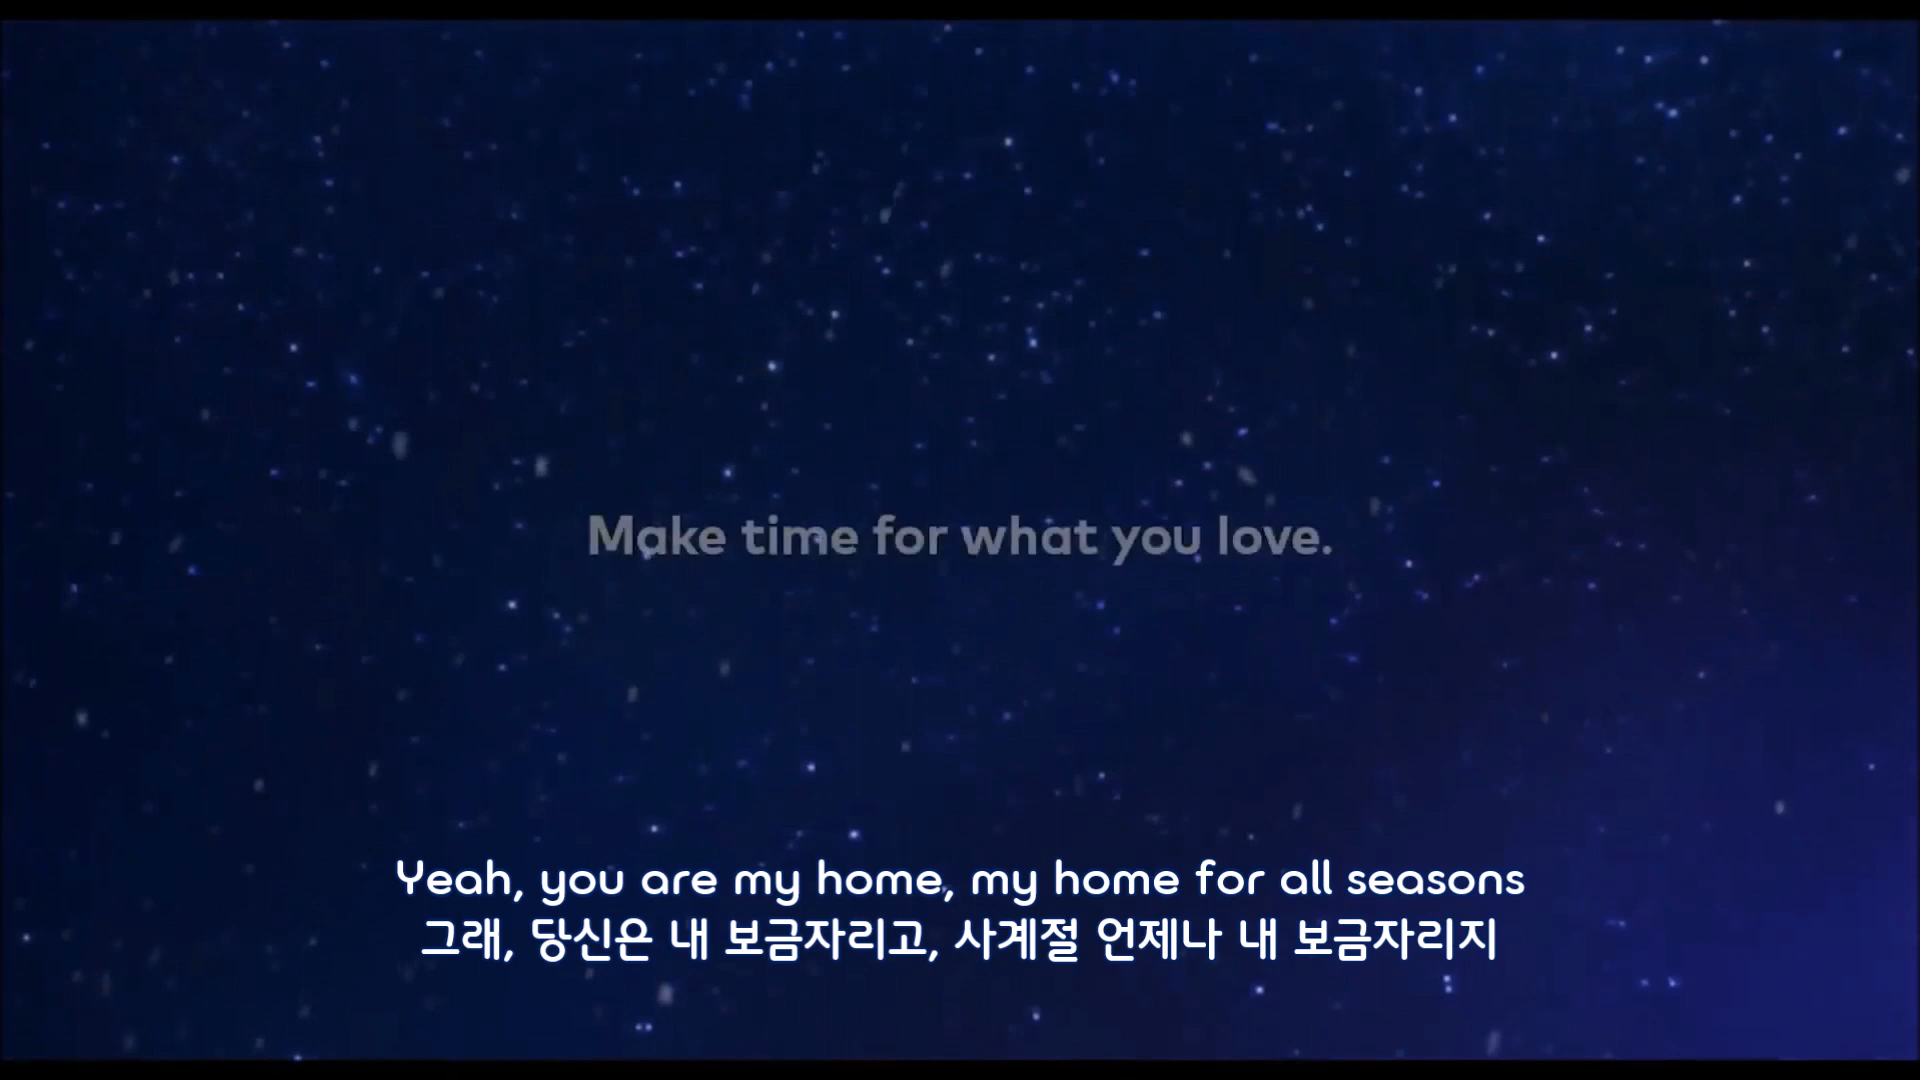 Make time for what you love.
Yeah, you are my home, my home for all seasons
그래, 당신은 내 보금자리고, 사계절 언제나 내 보금자리지